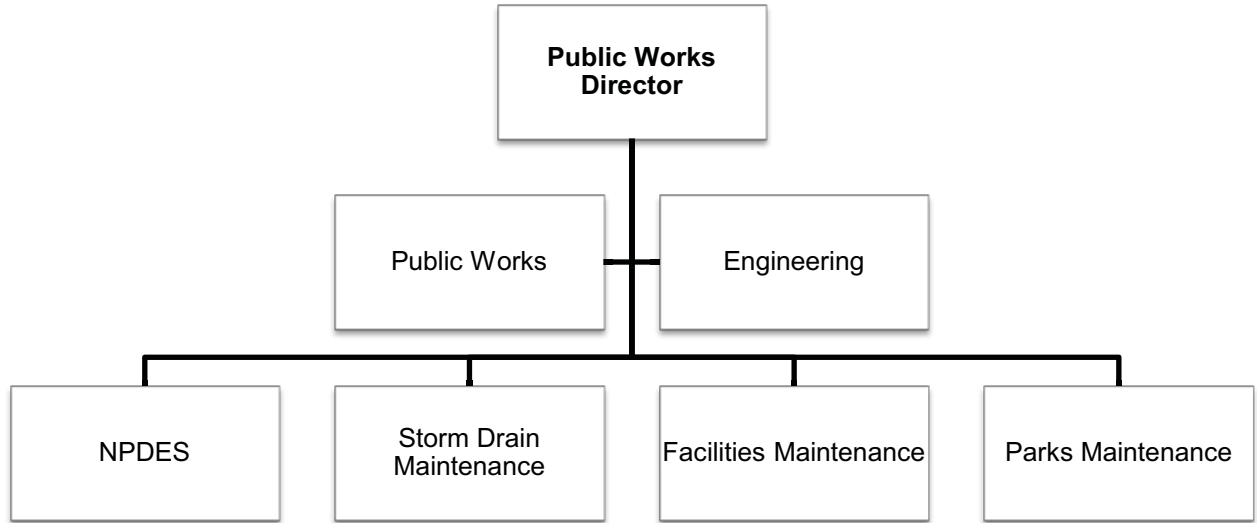 Public Works
Director
Public Works
Engineering
NPDES
Storm Drain
Maintenance
Facilities Maintenance
Parks Maintenance